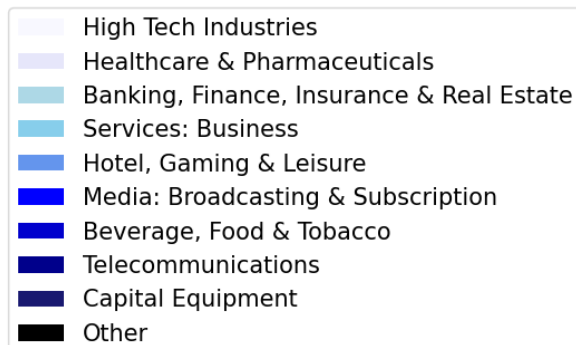 High Tech Industries
Healthcare & Pharmaceuticals
Banking, Finance, Insurance & Real Estate
Services: Business
Hotel, Gaming & Leisure
Media: Broadcasting & Subscription
Beverage, Food & Tobacco
Telecommunications
Capital Equipment
Other